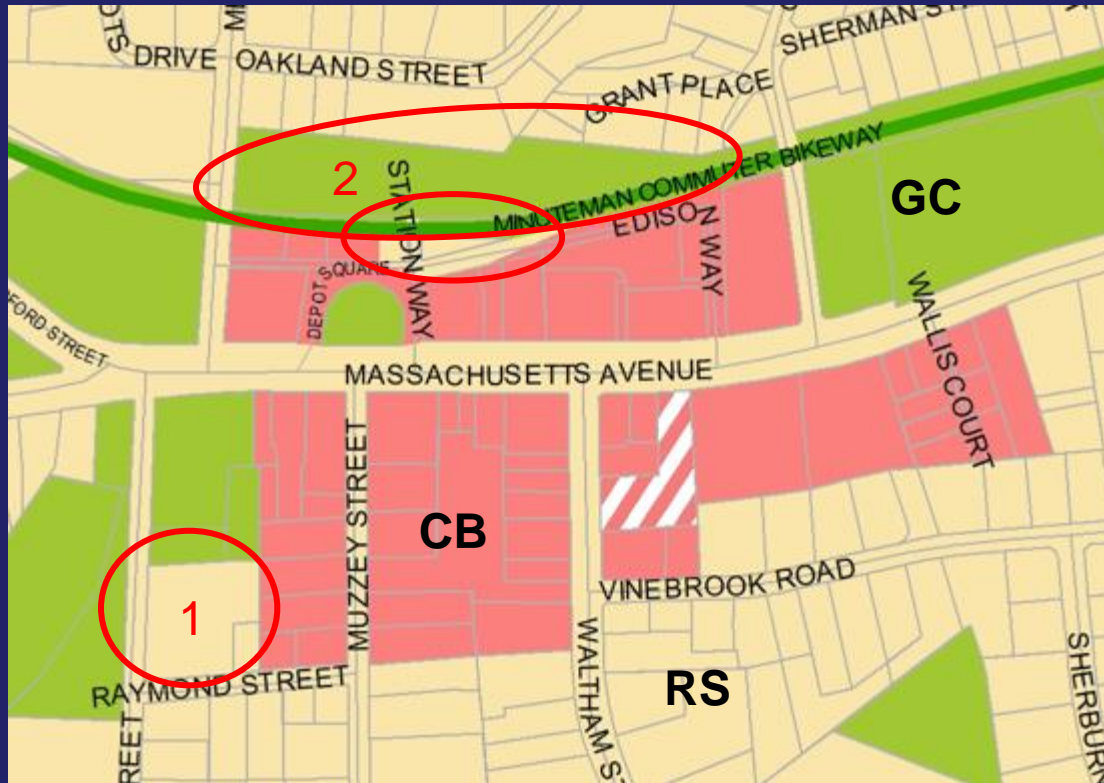 DRIVE
OAKLAND STREET
GRANT PLACE
SHERMAN
2
STATION WAY
MINUTEMAN COMMUTER BIKEWAY
EDISON WAY
GC
DEPOT SQUARE
WALLIS COURT
MASSACHUSETTS AVENUE
MUZZEY STREET
CB
1
VINEBROOK ROAD
RAYMOND STREET
WALTHAM S
RS